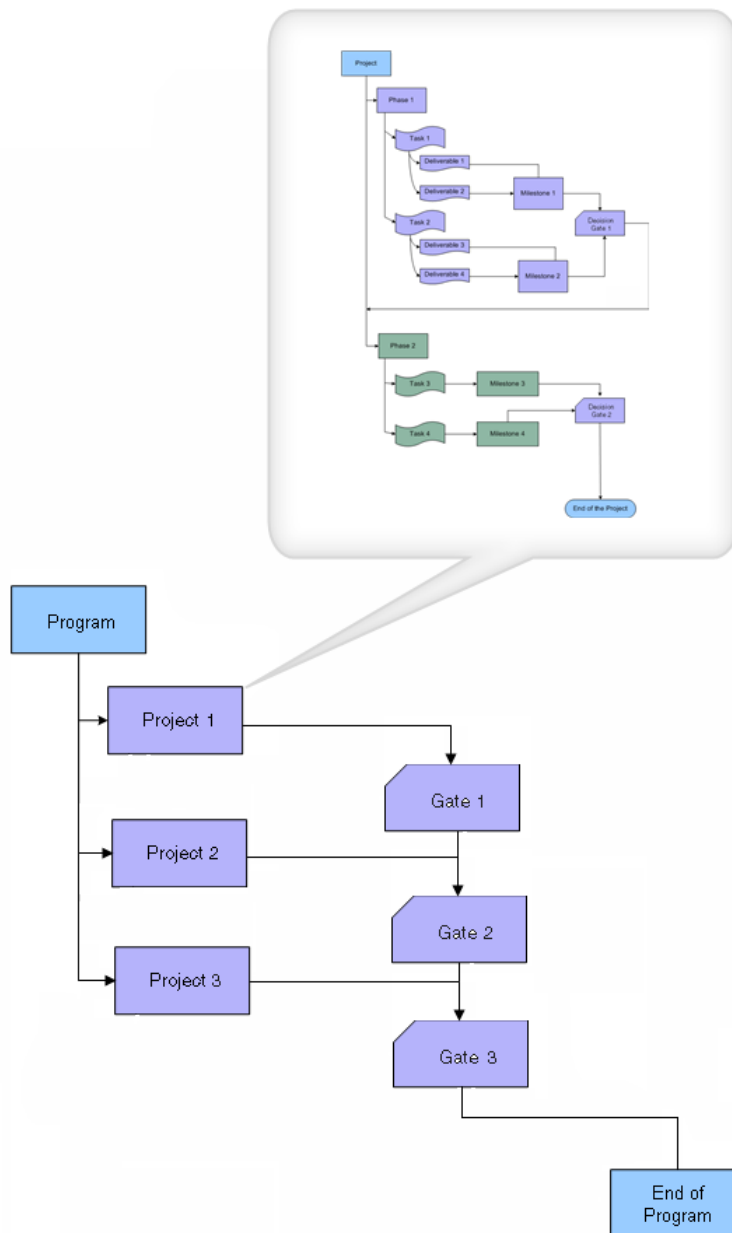 Project
Phase 1
Task 1
Deliverable 1
Deliverable 2
Milestone 1
Task 2
Decision
Gate 1
Deliverable 3
Deliverable 4
Milestone 2
Phase 2
Task 3
Milestone 3
Decision
Gate 2
Task 4
Milestone 4
End of the Project
Program
Project 1
Gate 1
Project 2
Gate 2
Project 3
Gate 3
End of
Program